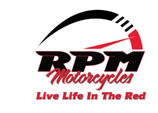 RPM
Motorcycles
Live Life In The Red